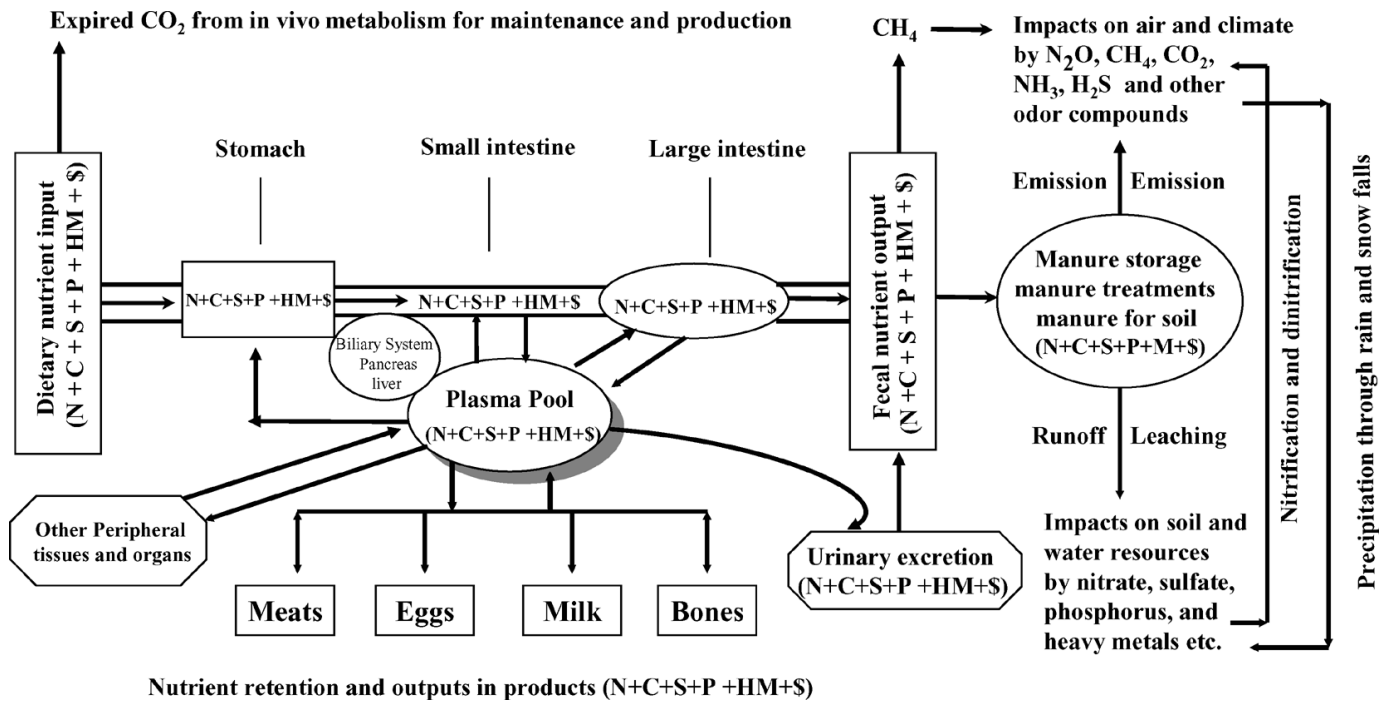 Expired CO₂ from in vivo metabolism for maintenance and production
CH₄
Impacts on air and climate
by N₂O, CH₄, CO₂,
NH₃, H₂S and other
odor compounds
Stomach
Small intestine
Large intestine
Emission
Emission
Dietary nutrient input
(N + C + S + P + HM + $)
N+C+S+P +HM+$
N+C+S+P +HM+$
N+C+S+P +HM+$
Fecal nutrient output
(N +C + S + P + HM + $)
Manure storage
manure treatments
manure for soil
(N+C+S+P+M+$)
Biliary System
Pancreas
liver
Plasma Pool
(N+C+S+P +HM+$)
Runoff
Leaching
Nitrification and dinitrification
Precipitation through rain and snow falls
Other Peripheral
tissues and organs
Urinary excretion
(N+C+S+P +HM+$)
Impacts on soil and
water resources
by nitrate, sulfate,
phosphorus, and
heavy metals etc.
Meats
Eggs
Milk
Bones
Nutrient retention and outputs in products (N+C+S+P +HM+$)